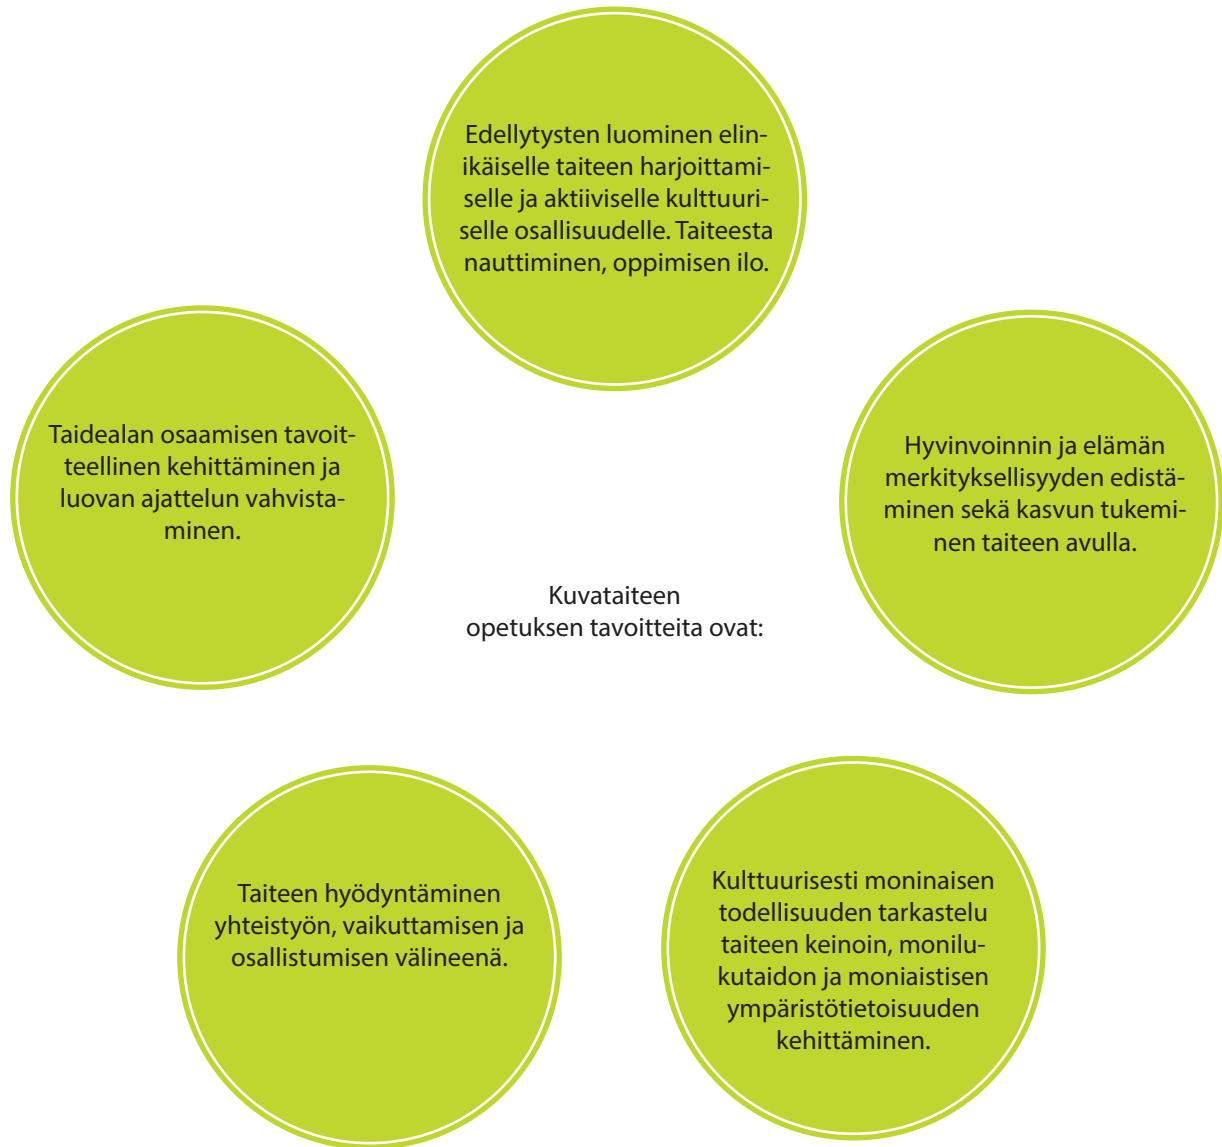 Edellytysten luominen elin-
ikäiselle taiteen harjoittami-
selle ja aktiiviselle kulttuuri-
selle osallisuudelle. Taiteesta
nauttiminen, oppimisen ilo.
Taidealan osaamisen tavoit-
teellinen kehittäminen ja
luovan ajattelun vahvista-
minen.
Hyvinvoinnin ja elämän
merkityksellisyyden edistä-
minen sekä kasvun tukemi-
nen taiteen avulla.
Kuvataiteen
opetuksen tavoitteita ovat:
Taiteen hyödyntäminen
yhteistyön, vaikuttamisen ja
osallistumisen välineenä.
Kulttuurisesti moninaisen
todellisuuden tarkastelu
taiteen keinoin, monilu-
kutaidon ja moniaistisen
ympäristötietoisuuden
kehittäminen.